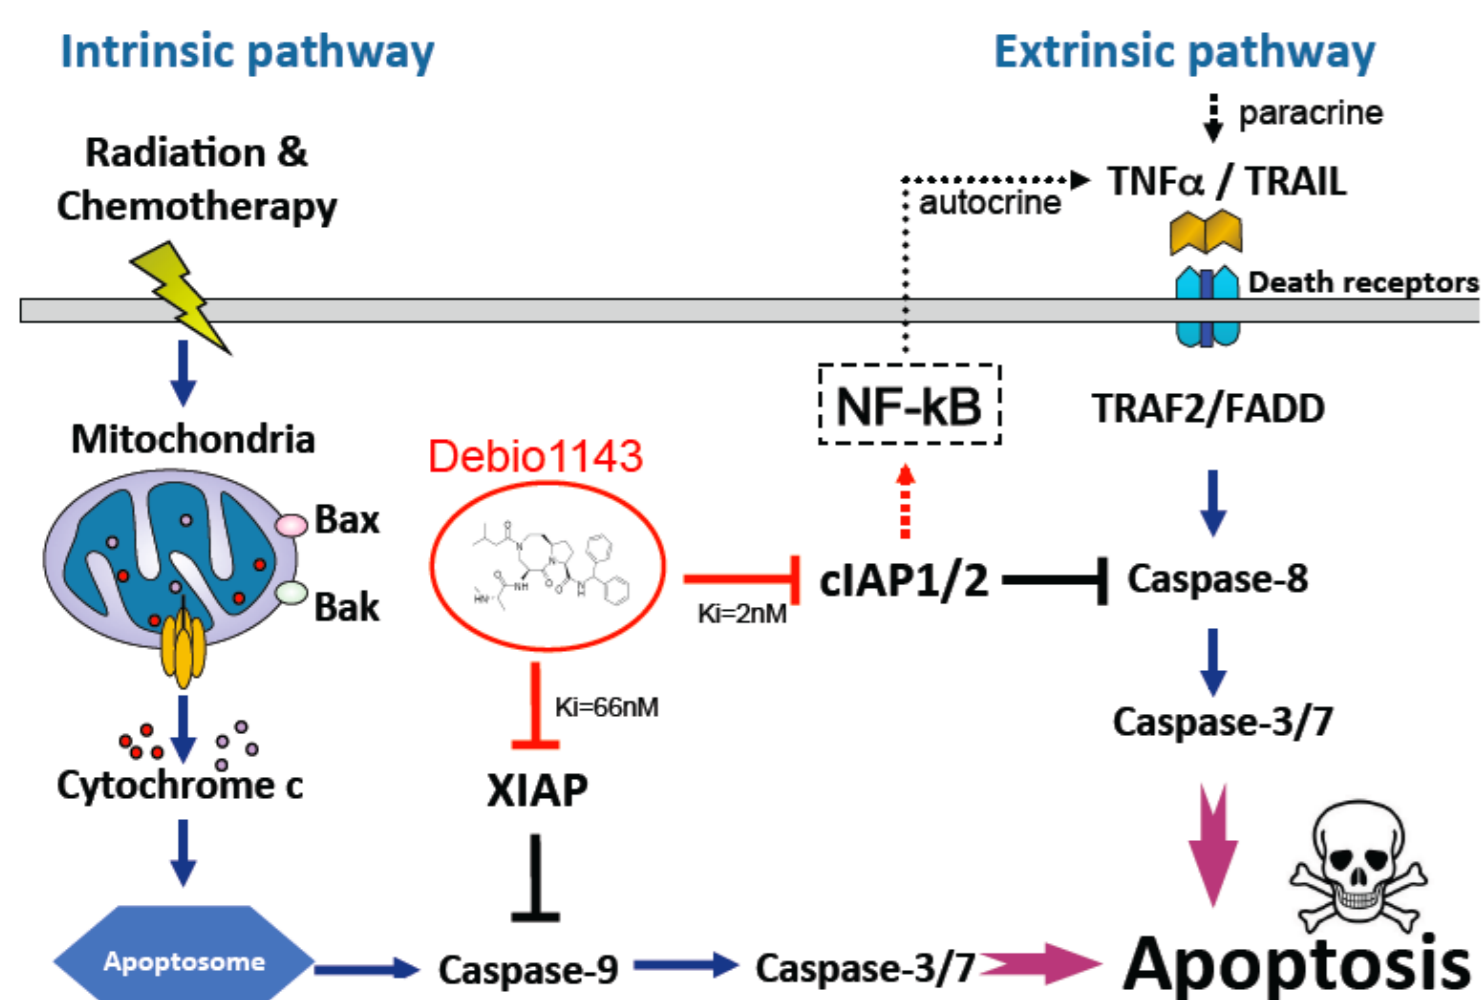 Intrinsic pathway
Extrinsic pathway
paracrine
Radiation &
Chemotherapy
TNFα / TRAIL
autocrine
Death receptors
NF-kB
TRAF2/FADD
Mitochondria
Debio1143
Bax
Bak
O
N
O
N
NH
O
O
N
H
HN
cIAP1/2
Caspase-8
Ki=2nM
Ki=66nM
Caspase-3/7
Cytochrome c
XIAP
Apoptosome
Caspase-9
Caspase-3/7
Apoptosis